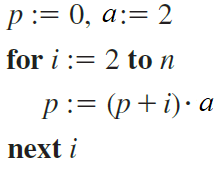 p := 0, a:= 2
for i := 2 to n
p := (p + i) · a
next i